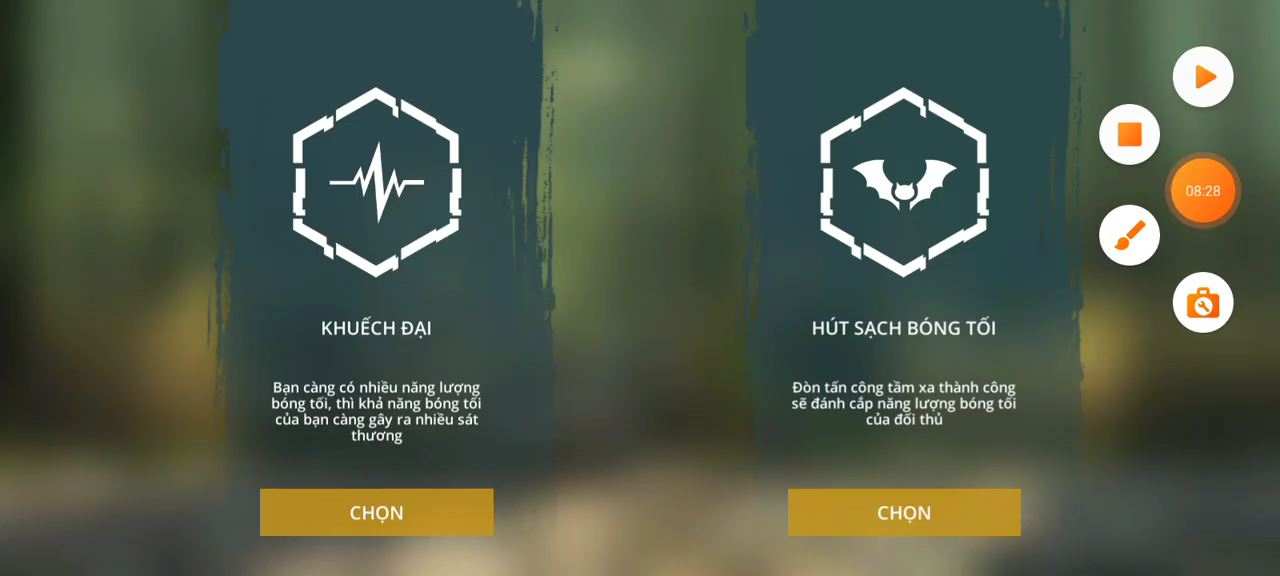 KHUẾCH ĐẠI
Bạn càng có nhiều năng lượng
bóng tối, thì khả năng bóng tối
của bạn càng gây ra nhiều sát
thương
CHỌN
HÚT SẠCH BÓNG TỐI
Đòn tấn công tầm xa thành công
sẽ đánh cắp năng lượng bóng tối
của đối thủ
CHỌN
08:28